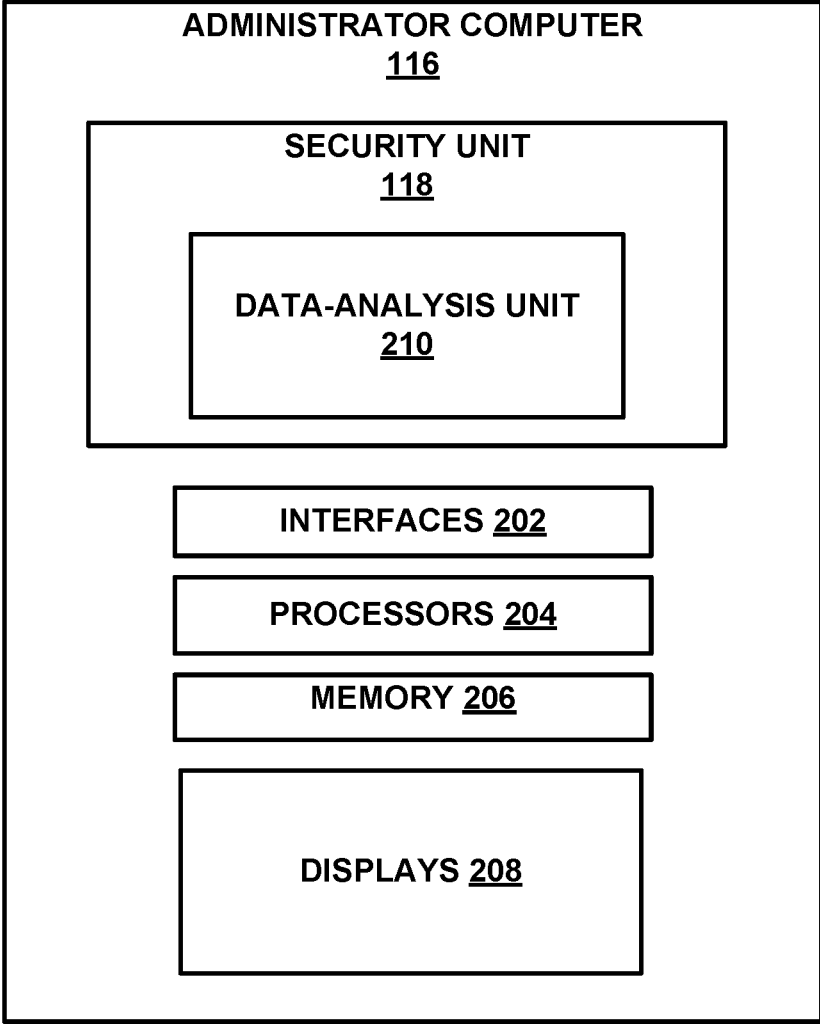 ADMINISTRATOR COMPUTER
116
SECURITY UNIT
118
DATA-ANALYSIS UNIT
210
INTERFACES 202
PROCESSORS 204
MEMORY 206
DISPLAYS 208